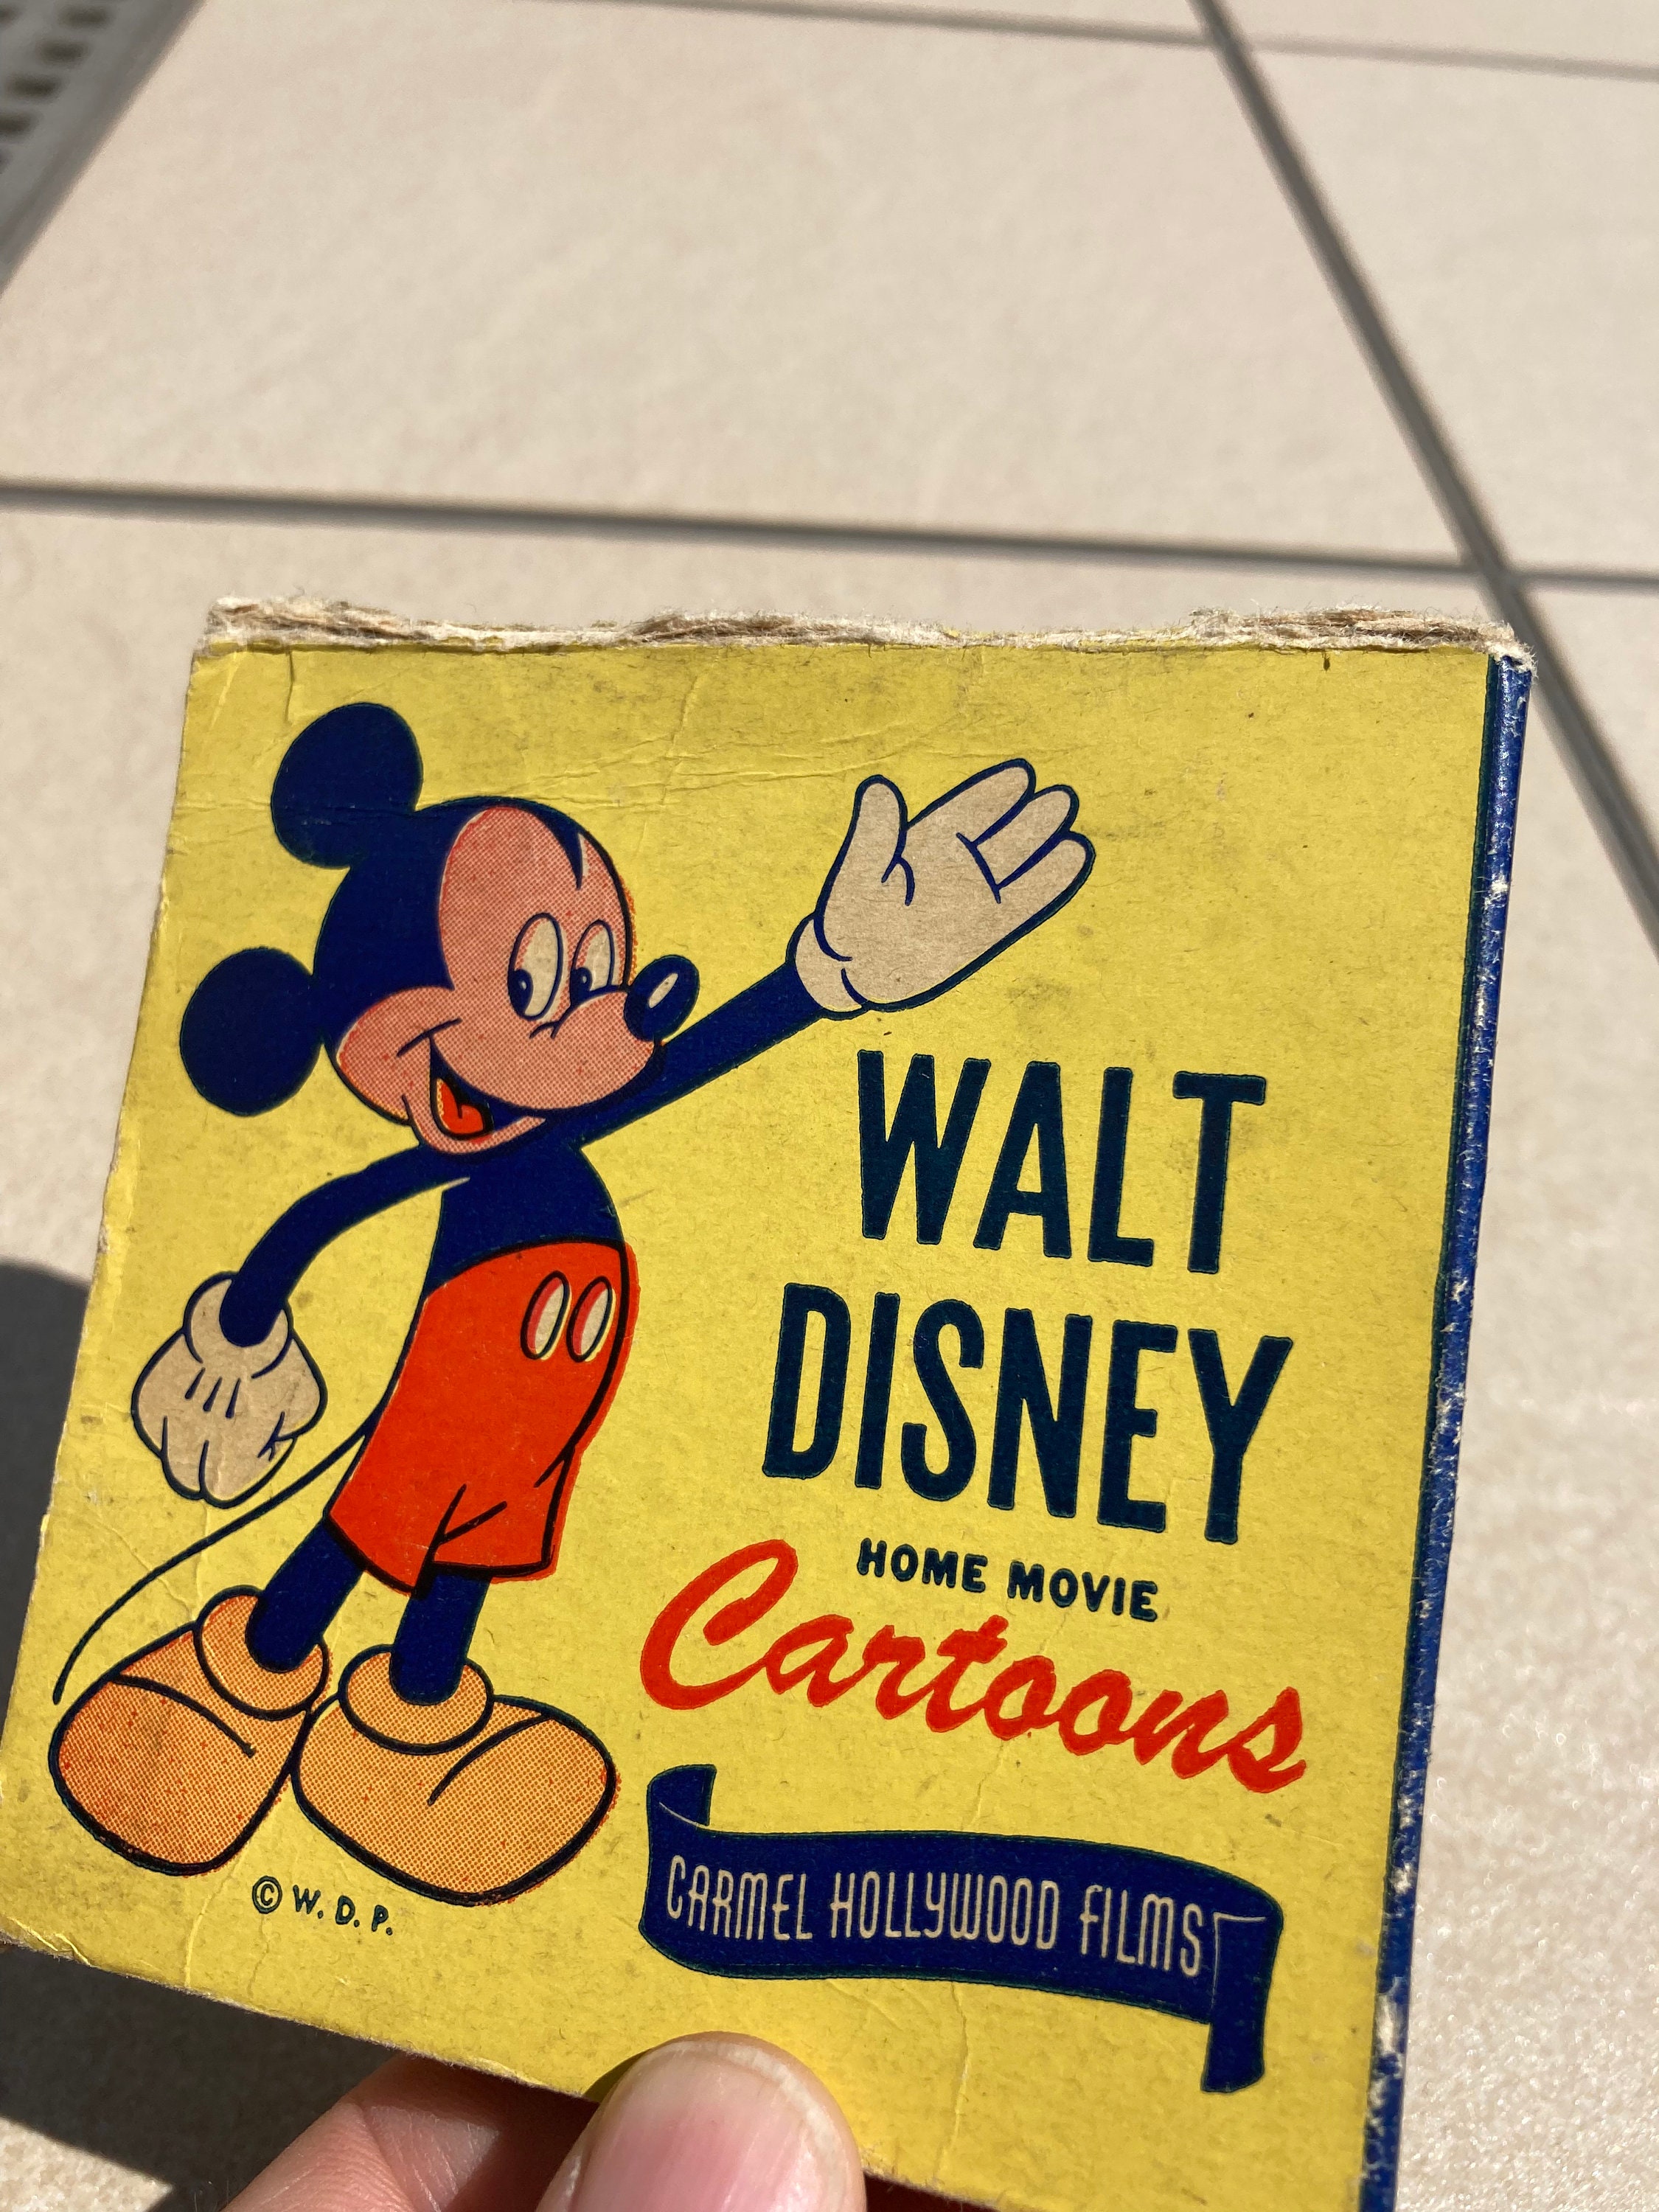 WALT
DISNEY
HOME MOVIE
Cartoons
CARMEL HOLLYWOOD FILMS
© W. D. P.